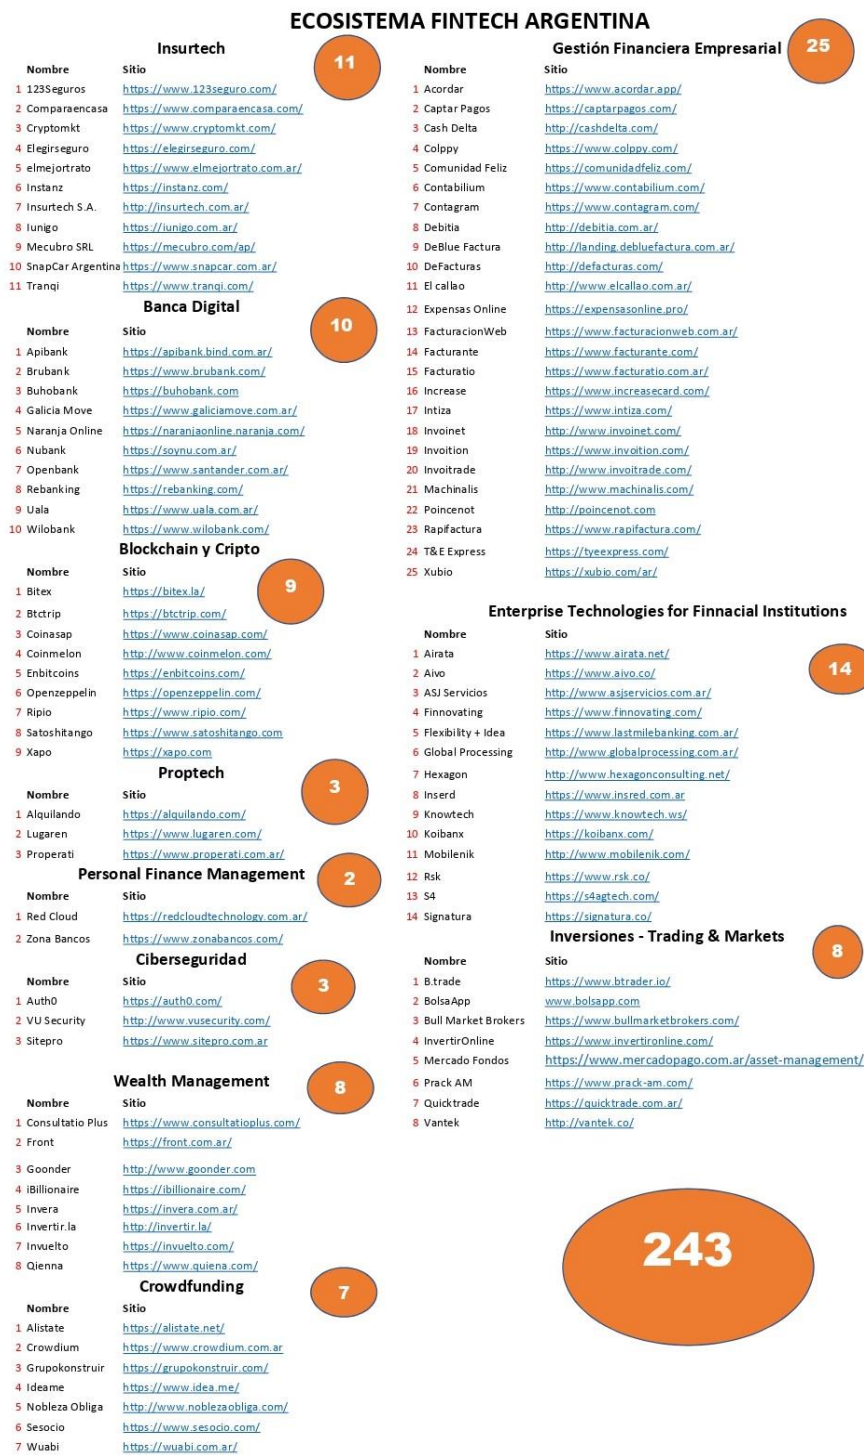 ECOSISTEMA FINTECH ARGENTINA
Insurtech
11
Nombre Sitio
1 123Seguros https://www.123seguro.com/
2 Comparaencasa https://www.comparaencasa.com/
3 Cryptomkt https://www.cryptomkt.com/
4 Elegirseguro https://elegirseguro.com/
5 elmejortrato https://www.elmejortrato.com.ar/
6 Instanz https://instanz.com/
7 Insurtech S.A. http://insurtech.com.ar/
8 Iunigo https://iunigo.com.ar/
9 Mecubro SRL https://mecubro.com/ap/
10 SnapCar Argentina https://www.snapcar.com.ar/
11 Tranqi https://www.tranqi.com/
Banca Digital
10
Nombre Sitio
1 Apibank https://apibank.bind.com.ar/
2 Brubank https://www.brubank.com/
3 Buhobank https://buhobank.com
4 Galicia Move https://www.galiciamove.com.ar/
5 Naranja Online https://naranjaonline.naranja.com/
6 Nubank https://soynu.com.ar/
7 Openbank https://www.santander.com.ar/
8 Rebanking https://rebanking.com/
9 Uala https://www.uala.com.ar/
10 Wilobank https://www.wilobank.com/
Blockchain y Cripto
9
Nombre Sitio
1 Bitex https://bitex.la/
2 Btctrip https://btctrip.com/
3 Coinasap https://www.coinasap.com/
4 Coinmelon http://www.coinmelon.com/
5 Enbitcoins https://enbitcoins.com/
6 Openzeppelin https://openzeppelin.com/
7 Ripio https://www.ripio.com/
8 Satoshitango https://www.satoshitango.com
9 Xapo https://xapo.com
Proptech
3
Nombre Sitio
1 Alquilando https://alquilando.com/
2 Lugaren https://www.lugaren.com/
3 Properati https://www.properati.com.ar/
Personal Finance Management
2
Nombre Sitio
1 Red Cloud https://redcloudtechnology.com.ar/
2 Zona Bancos https://www.zonabancos.com/
Ciberseguridad
3
Nombre Sitio
1 Auth0 https://auth0.com/
2 VU Security http://www.vusecurity.com/
3 Sitepro https://www.sitepro.com.ar
Wealth Management
8
Nombre Sitio
1 Consultatio Plus https://www.consultatioplus.com/
2 Front https://front.com.ar/
3 Goonder http://www.goonder.com
4 iBillionaire https://ibillionaire.com/
5 Invera https://invera.com.ar/
6 Invertir.la http://invertir.la/
7 Invuelto https://invuelto.com/
8 Qienna https://www.quiena.com/
Crowdfunding
7
Nombre Sitio
1 Alistate https://alistate.net/
2 Crowdium https://www.crowdium.com.ar
3 Grupokonstruir https://grupokonstruir.com/
4 Ideame https://www.idea.me/
5 Nobleza Obliga http://www.noblezaobliga.com/
6 Sesocio https://www.sesocio.com/
7 Wuabi https://wuabi.com.ar/
Gestión Financiera Empresarial
25
Nombre Sitio
1 Acordar https://www.acordar.app/
2 Captar Pagos https://captarpagos.com/
3 Cash Delta http://cashdelta.com/
4 Colppy https://www.colppy.com/
5 Comunidad Feliz https://comunidadfeliz.com/
6 Contabilium https://www.contabilium.com/
7 Contagram https://www.contagram.com/
8 Debitia http://debitia.com.ar/
9 DeBlue Factura http://landing.debluefactura.com.ar/
10 DeFacturas http://defacturas.com/
11 El callao http://www.elcallao.com.ar/
12 Expensas Online https://expensasonline.pro/
13 FacturacionWeb https://www.facturacionweb.com.ar/
14 Facturante https://www.facturante.com/
15 Facturatio https://www.facturatio.com.ar/
16 Increase https://www.increasecard.com/
17 Intiza https://www.intiza.com/
18 Invoinet http://www.invoinet.com/
19 Invoition https://www.invoition.com/
20 Invoitrade http://www.invoitrade.com/
21 Machinalis http://www.machinalis.com/
22 Poincenot http://poincenot.com
23 Rapifactura https://www.rapifactura.com/
24 T&E Express https://tyeexpress.com/
25 Xubio https://xubio.com/ar/
Enterprise Technologies for Finnacial Institutions
14
Nombre Sitio
1 Airata https://www.airata.net/
2 Aivo https://www.aivo.co/
3 ASJ Servicios http://www.asjservicios.com.ar/
4 Finnovating https://www.finnovating.com/
5 Flexibility + Idea https://www.lastmilebanking.com.ar/
6 Global Processing http://www.globalprocessing.com.ar/
7 Hexagon http://www.hexagonconsulting.net/
8 Inserd https://www.insred.com.ar
9 Knowtech https://www.knowtech.ws/
10 Koibanx https://koibanx.com/
11 Mobilenik http://www.mobilenik.com/
12 Rsk https://www.rsk.co/
13 S4 https://s4agtech.com/
14 Signatura https://signatura.co/
Inversiones - Trading & Markets
8
Nombre Sitio
1 B.trade https://www.btrader.io/
2 BolsaApp www.bolsapp.com
3 Bull Market Brokers https://www.bullmarketbrokers.com/
4 InvertirOnline https://www.invertironline.com/
5 Mercado Fondos https://www.mercadopago.com.ar/asset-management/
6 Prack AM https://www.prack-am.com/
7 Quicktrade https://quicktrade.com.ar/
8 Vantek http://vantek.co/
243